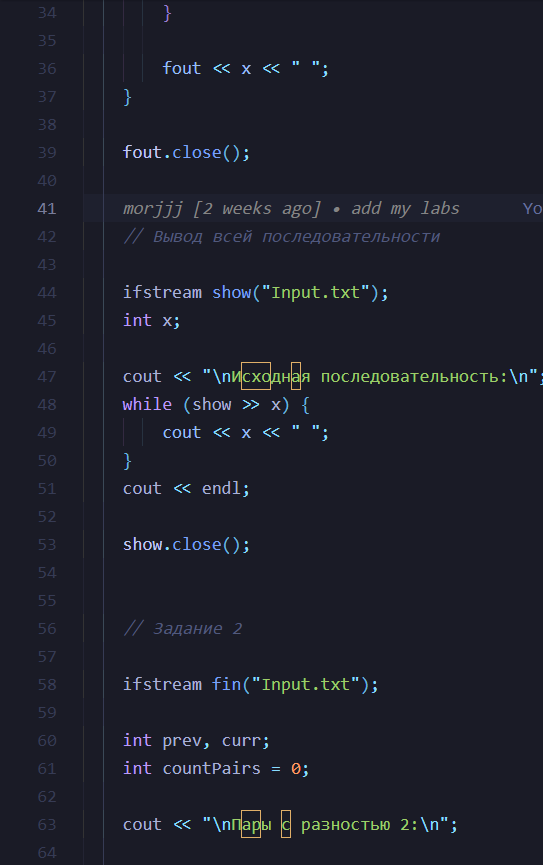 34 }
35
36 fout << x << " ";
37 }
38
39 fout.close();
40
41 morjjj [2 weeks ago] • add my labs Yo
42 // Вывод всей последовательности
43
44 ifstream show("Input.txt");
45 int x;
46
47 cout << "\nИсходная последовательность:\n";
48 while (show >> x) {
49 cout << x << " ";
50 }
51 cout << endl;
52
53 show.close();
54
55
56 // Задание 2
57
58 ifstream fin("Input.txt");
59
60 int prev, curr;
61 int countPairs = 0;
62
63 cout << "\nПары с разностью 2:\n";
64